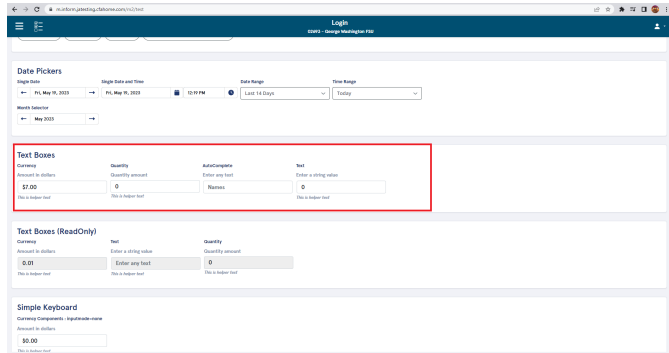 m.inform.jztesting.cfahome.com/ra2/test
Login
03692 - George Washington FSU
Date Pickers
Single Date Single Date and Time Date Range Time Range
Fri, May 19, 2023 Fri, May 19, 2023 12:19 PM Last 14 Days Today
Month Selector
May 2023
Text Boxes
Currency Quantity AutoComplete Text
Amount in dollars Quantity amount Enter any text Enter a string value
$7.00 0 Names 0
This is helper text This is helper text This is helper text
Text Boxes (ReadOnly)
Currency Text Quantity
Amount in dollars Enter a string value Quantity amount
0.01 Enter any text 0
This is helper text This is helper text This is helper text
Simple Keyboard
Currency Components - inputmode=none
Amount in dollars
$0.00
This is helper text